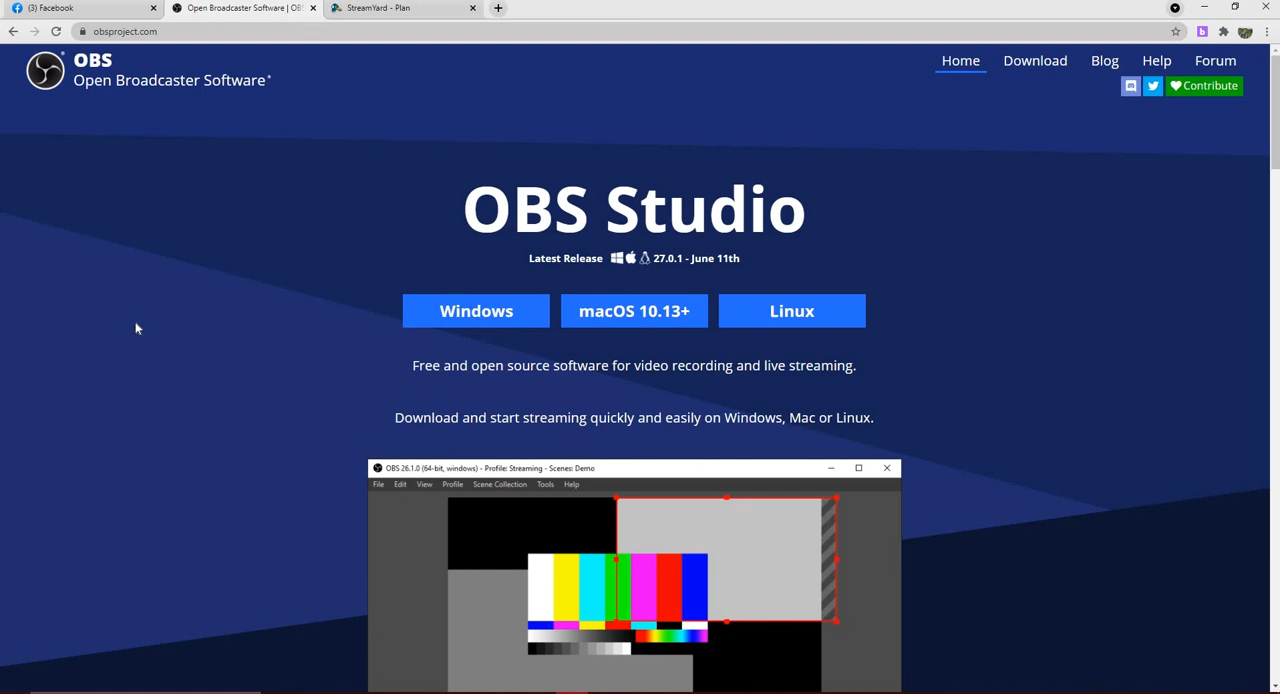 (3) Facebook
Open Broadcaster Software | OBS
StreamYard - Plan
obsproject.com
OBS
Open Broadcaster Software
Home Download Blog Help Forum
Contribute
OBS Studio
Latest Release 27.0.1 - June 11th
Windows macOS 10.13+ Linux
Free and open source software for video recording and live streaming.
Download and start streaming quickly and easily on Windows, Mac or Linux.
OBS 26.1.0 (64-bit, windows) - Profile: Streaming - Scenes: Demo
File Edit View Profile Scene Collection Tools Help